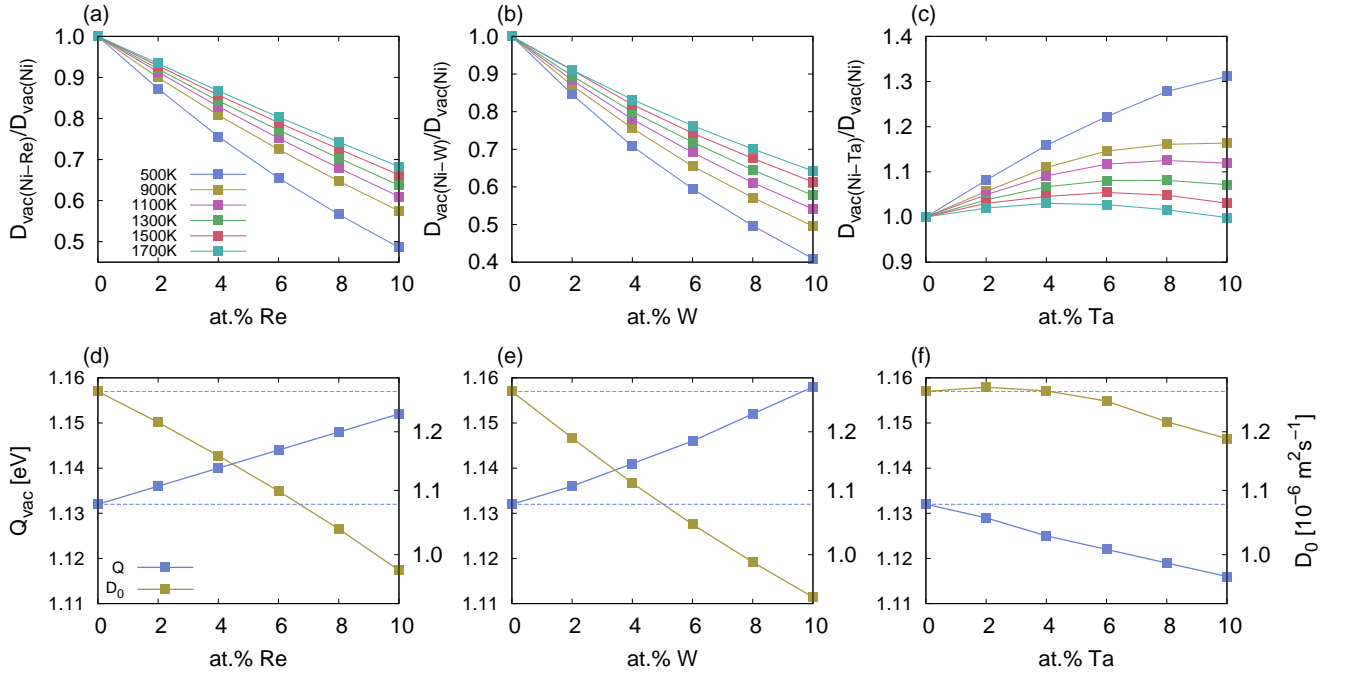 (a)
(b)
(c)
D_vac(Ni−Re)/D_vac(Ni)
1.0
0.9
0.8
0.7
0.6
0.5
500K
900K
1100K
1300K
1500K
1700K
0 2 4 6 8 10
at.% Re
D_vac(Ni−W)/D_vac(Ni)
1.0
0.9
0.8
0.7
0.6
0.5
0.4
0 2 4 6 8 10
at.% W
D_vac(Ni−Ta)/D_vac(Ni)
1.4
1.3
1.2
1.1
1.0
0.9
0 2 4 6 8 10
at.% Ta
(d)
(e)
(f)
Q_vac [eV]
1.16
1.15
1.14
1.13
1.12
1.11
1.2
1.1
1.0
Q
D_0
0 2 4 6 8 10
at.% Re
1.16
1.15
1.14
1.13
1.12
1.11
1.2
1.1
1.0
0 2 4 6 8 10
at.% W
1.16
1.15
1.14
1.13
1.12
1.11
1.2
1.1
1.0
0 2 4 6 8 10
at.% Ta
D_0 [10⁻⁶ m² s⁻¹]